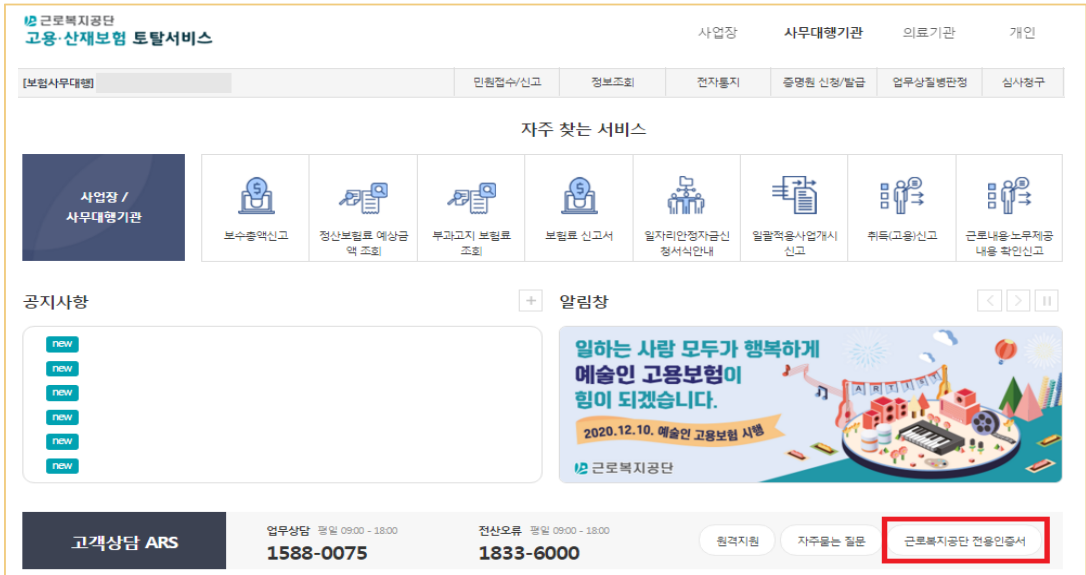 근로복지공단
고용·산재보험 토탈서비스
사업장 사무대행기관 의료기관 개인
[보험사무대행] 민원접수/신고 정보조회 전자통지 증명원 신청/발급 업무상질병판정 심사청구
자주 찾는 서비스
사업장 /
사무대행기관
보수총액신고
정산보험료 예상금
액 조회
부과고지 보험료
조회
보험료 신고서
일자리안정자금신
청서식안내
일괄적용사업개시
신고
취득(고용)신고
근로내용·노무제공
내용 확인신고
공지사항
new
new
new
new
new
new
알림창
일하는 사람 모두가 행복하게
예술인 고용보험이
힘이 되겠습니다.
2020.12.10. 예술인 고용보험 시행
근로복지공단
ARTIST
고객상담 ARS
업무상담 평일 09:00 - 18:00
1588-0075
전산오류 평일 09:00 - 18:00
1833-6000
원격지원 자주묻는 질문 근로복지공단 전용인증서